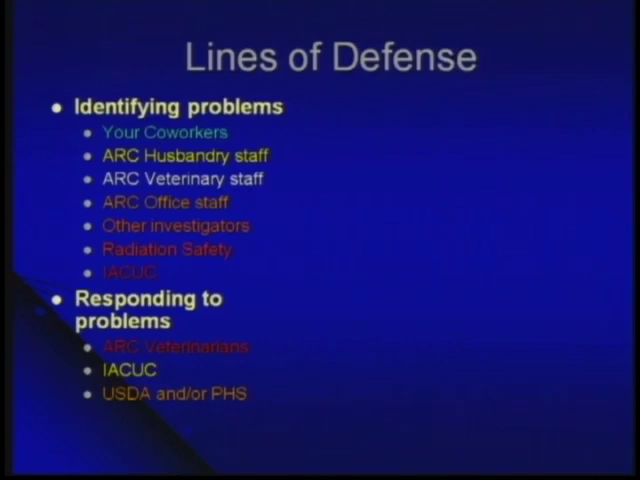 Lines of Defense
Identifying problems
Your Coworkers
ARC Husbandry staff
ARC Veterinary staff
ARC Office staff
Other investigators
Radiation Safety
IACUC
Responding to
problems
ARC Veterinarians
IACUC
USDA and/or PHS